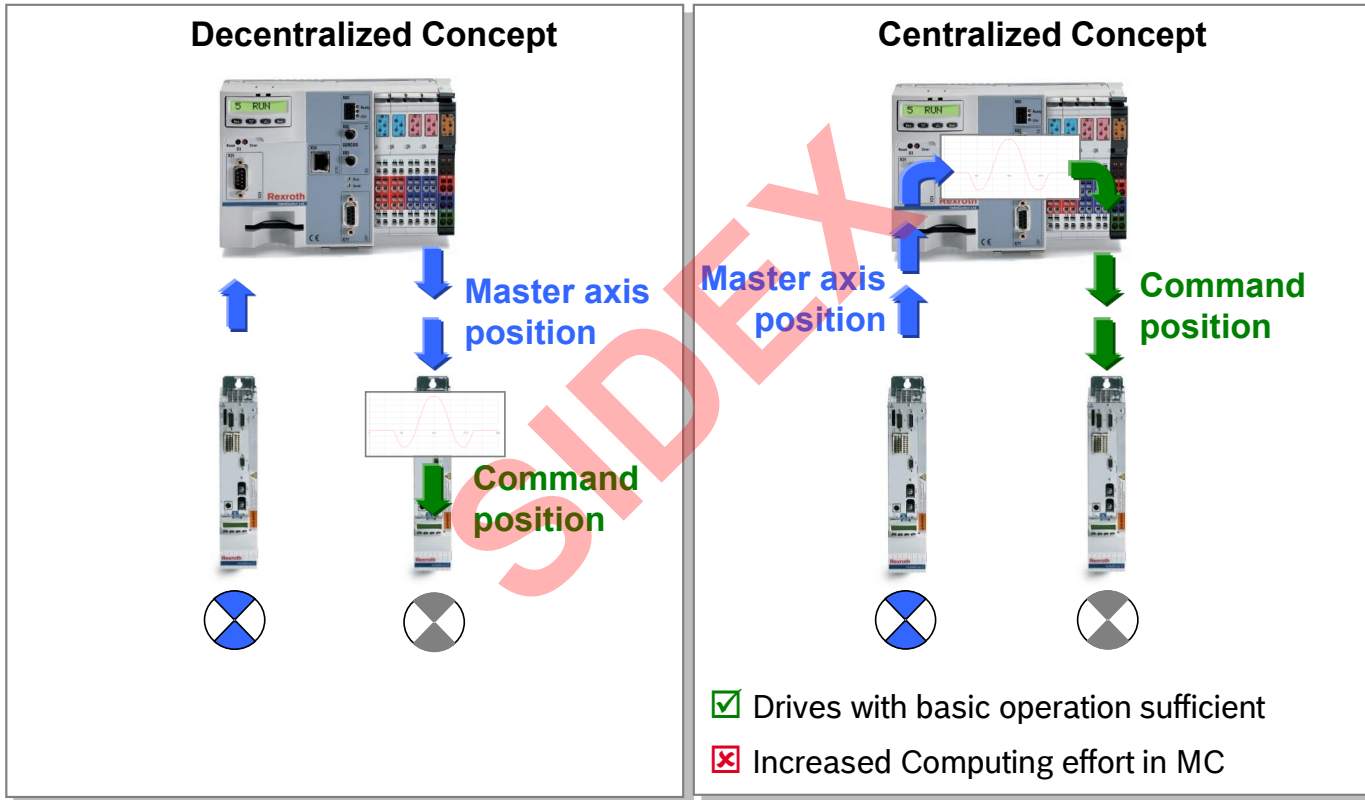 Decentralized Concept
5 RUN
Rexroth
Master axis
position
Command
position
Rexroth
Rexroth
Centralized Concept
5 RUN
Rexroth
Master axis
position
Command
position
Rexroth
Rexroth
SIDEX
Drives with basic operation sufficient
Increased Computing effort in MC